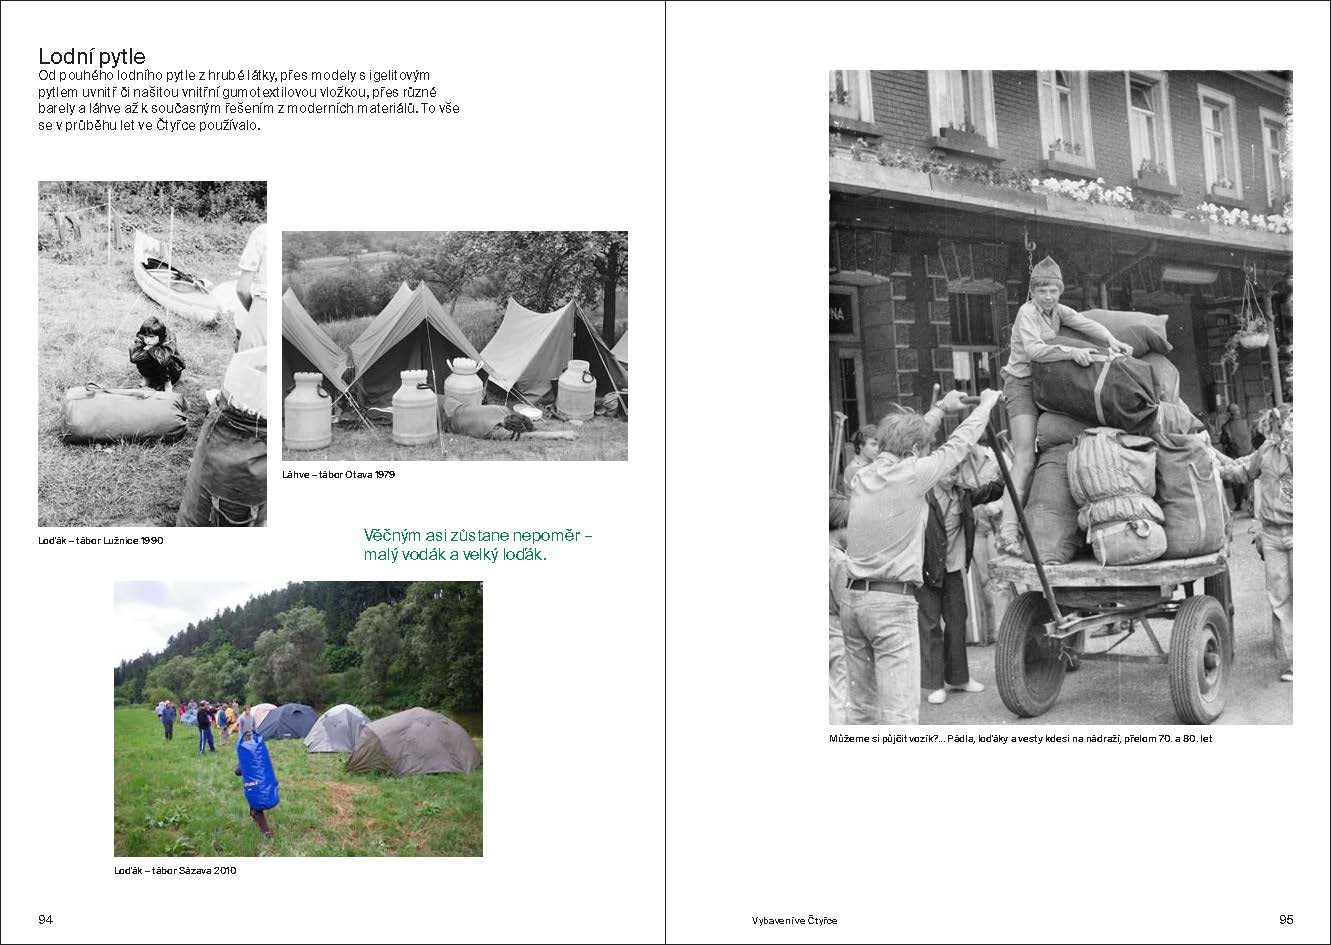 Lodní pytle
Od pouhého lodního pytle z hrubé látky, přes modely s igelitovým
pytlem uvnitř či našitou vnitřní gumotextilovou vložkou, přes různé
barely a láhve až k současným řešením z moderních materiálů. To vše
se v průběhu let ve Čtyřce používalo.
Láhve – tábor Otava 1979
Loďák – tábor Lužnice 1990
Věčným asi zůstane nepoměr –
malý vodák a velký loďák.
Loďák – tábor Sázava 2010
94
NÁ
Můžeme si půjčit vozík?... Pádla, loďáky a vesty kdesi na nádraží, přelom 70. a 80. let
Vybavení ve Čtyřce
95